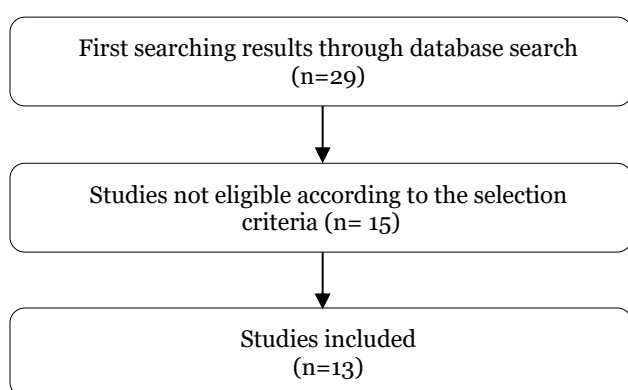 First searching results through database search
(n=29)
Studies not eligible according to the selection
criteria (n= 15)
Studies included
(n=13)